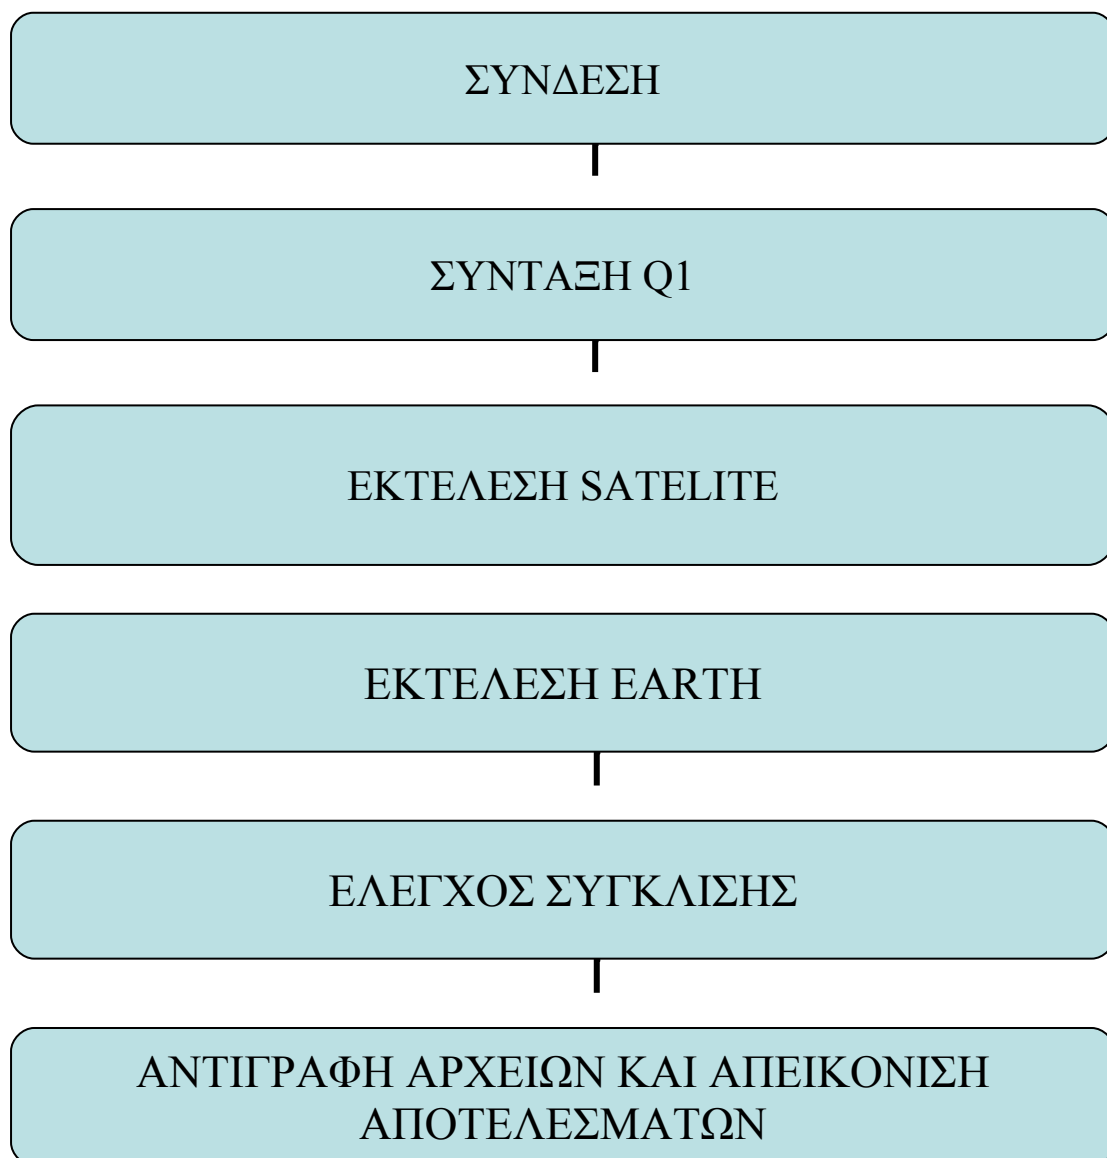 ΣΥΝΔΕΣΗ
ΣΥΝΤΑΞΗ Q1
ΕΚΤΕΛΕΣΗ SATELITE
ΕΚΤΕΛΕΣΗ EARTH
ΕΛΕΓΧΟΣ ΣΥΓΚΛΙΣΗΣ
ΑΝΤΙΓΡΑΦΗ ΑΡΧΕΙΩΝ ΚΑΙ ΑΠΕΙΚΟΝΙΣΗ
ΑΠΟΤΕΛΕΣΜΑΤΩΝ